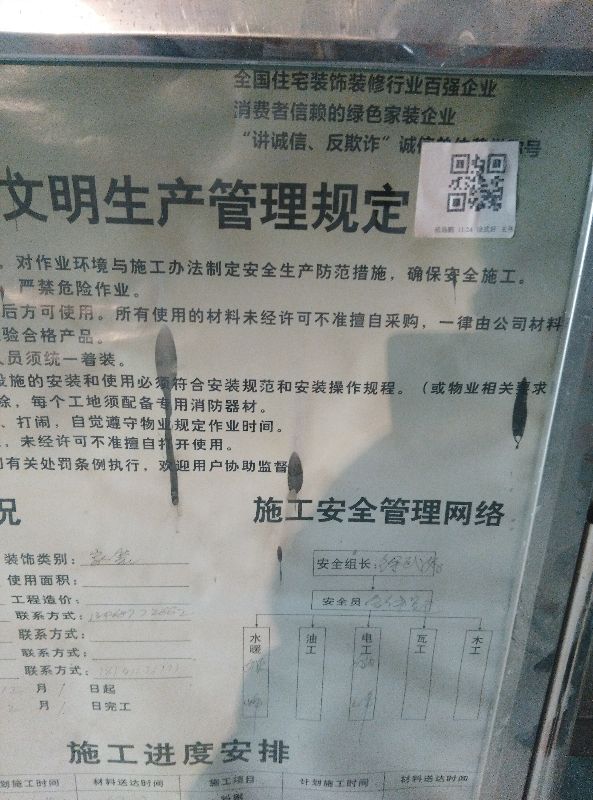 全国住宅装饰装修行业百强企业
消费者信赖的绿色家装企业
“讲诚信、反欺诈”诚信
文明生产管理规定
，对作业环境与施工办法制定安全生产防范措施，确保安全施工。
严禁危险作业。
后方可使用。所有使用的材料未经许可不准擅自采购，一律由公司材料
验合格产品。
人员须统一着装。
设施的安装和使用必须符合安装规范和安装操作规程。（或物业相关要求
除，每个工地须配备专用消防器材。
、打闹，自觉遵守物业规定作业时间。
，未经许可不准擅自打开使用。
有关处罚条例执行，欢迎用户协助监督
况
施工安全管理网络
装饰类别：家装
安全组长：
使用面积：
工程造价：
安全员
联系方式：
联系方式：
联系方式：
联系方式：
水暖
油工
电工
瓦工
木工
月 日起
月 日完工
施工进度安排
划施工时间 材料送达时间 施工项目 计划施工时间 材料送达时间